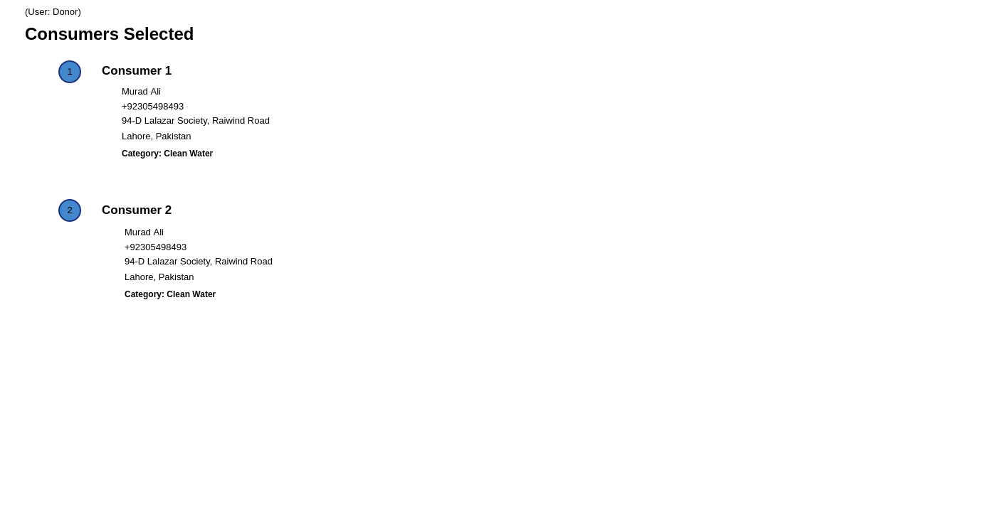 (User: Donor)
Consumers Selected
1
Consumer 1
Murad Ali
+92305498493
94-D Lalazar Society, Raiwind Road
Lahore, Pakistan
Category: Clean Water
2
Consumer 2
Murad Ali
+92305498493
94-D Lalazar Society, Raiwind Road
Lahore, Pakistan
Category: Clean Water